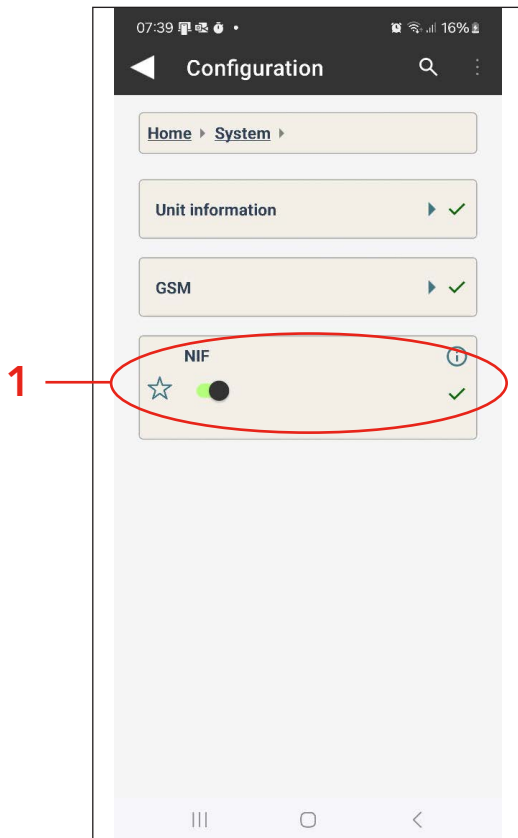 07:39 16%
Configuration
Home System
Unit information
GSM
NIF
1